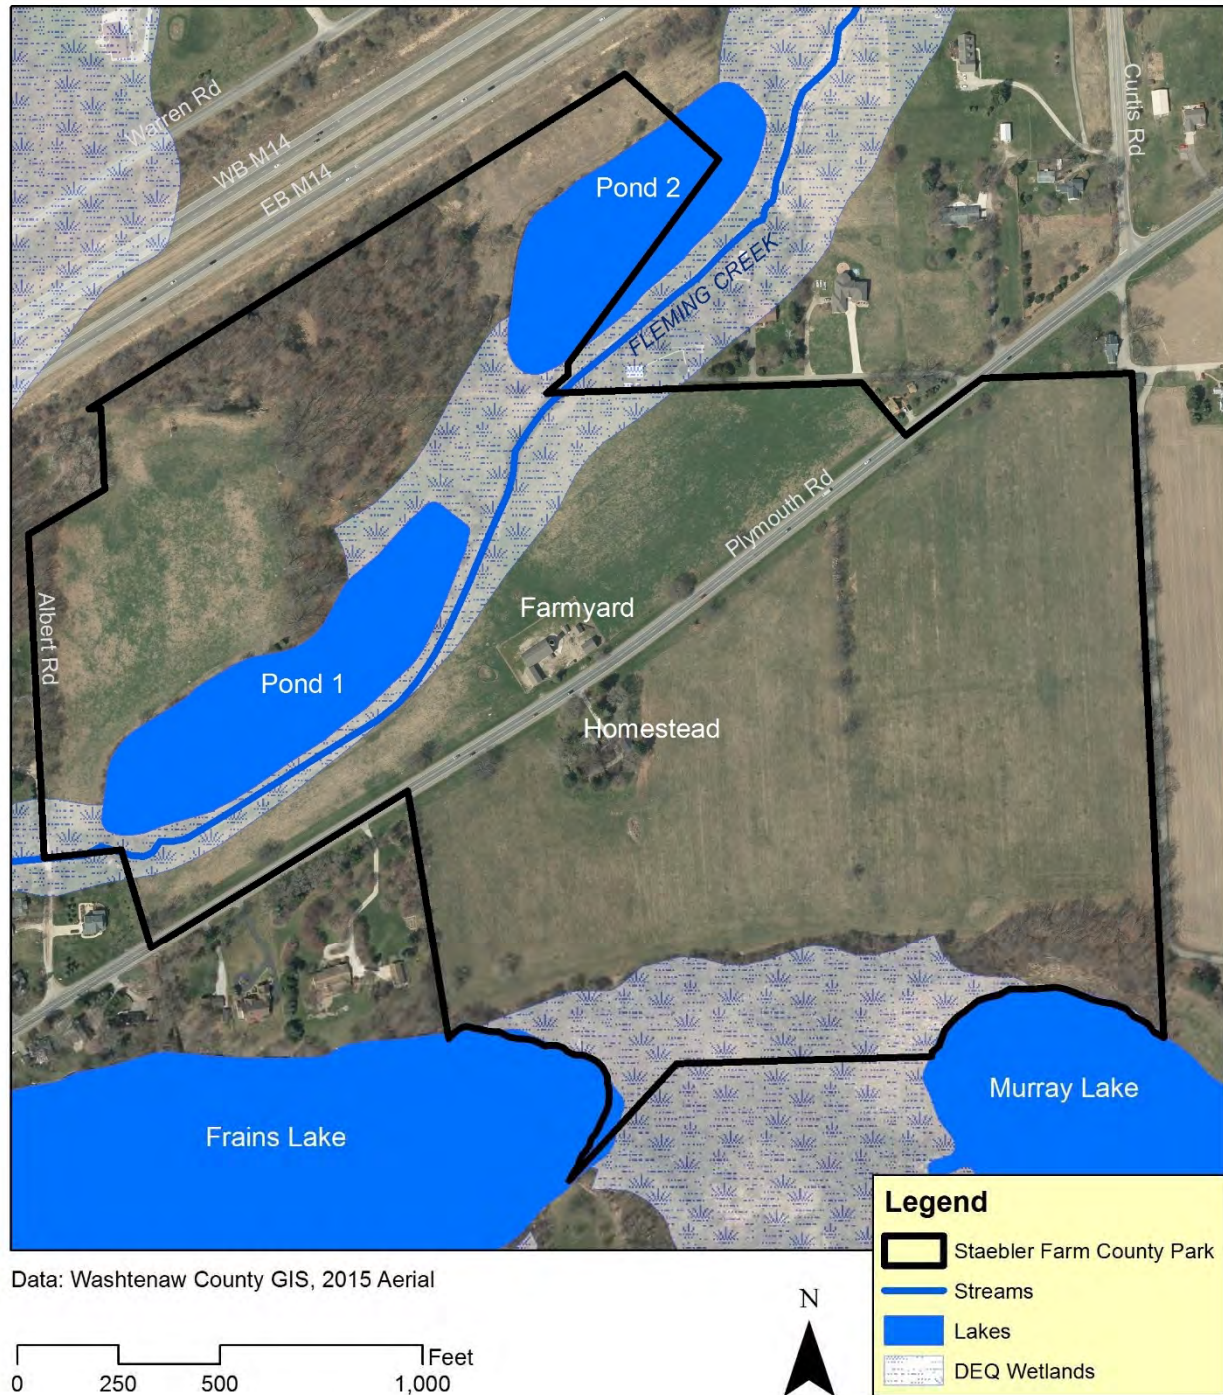 Warren Rd
WB M14
EB M14
Curtis Rd
Pond 2
FLEMING CREEK
Plymouth Rd
Farmyard
Albert Rd
Pond 1
Homestead
Murray Lake
Frains Lake
Legend
Staebler Farm County Park
Streams
Lakes
DEQ Wetlands
Data: Washtenaw County GIS, 2015 Aerial
N
Feet
0 250 500 1,000